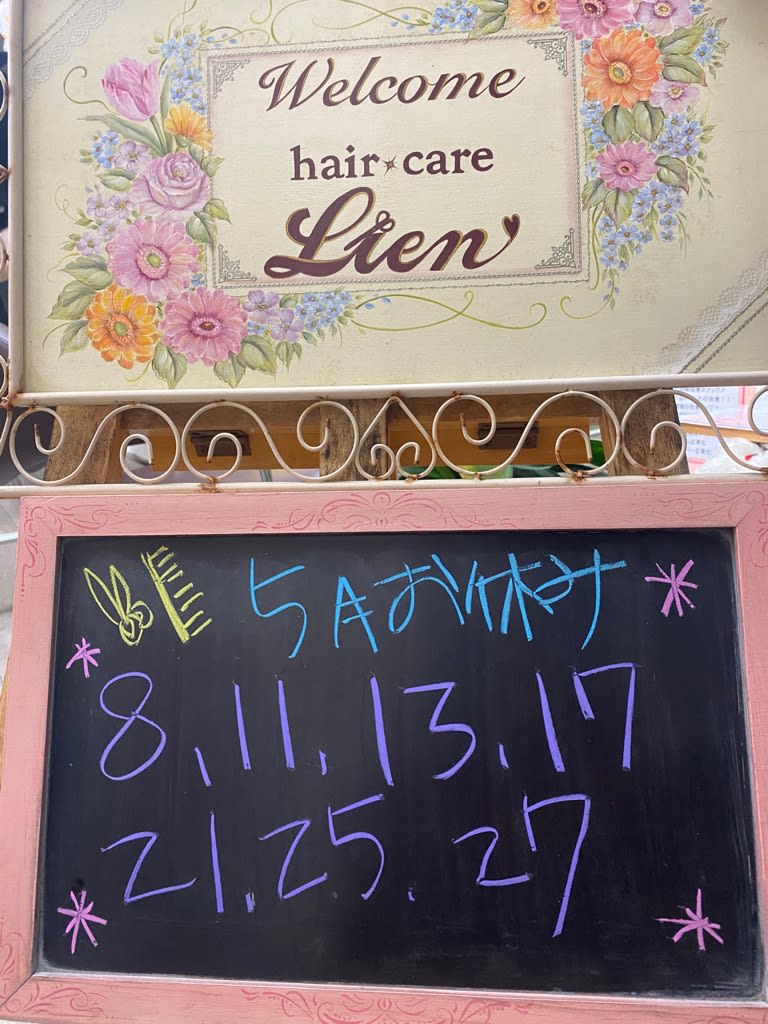 Welcome
hair care
Lien
5月お休み
8、11、13、17
21、25、27